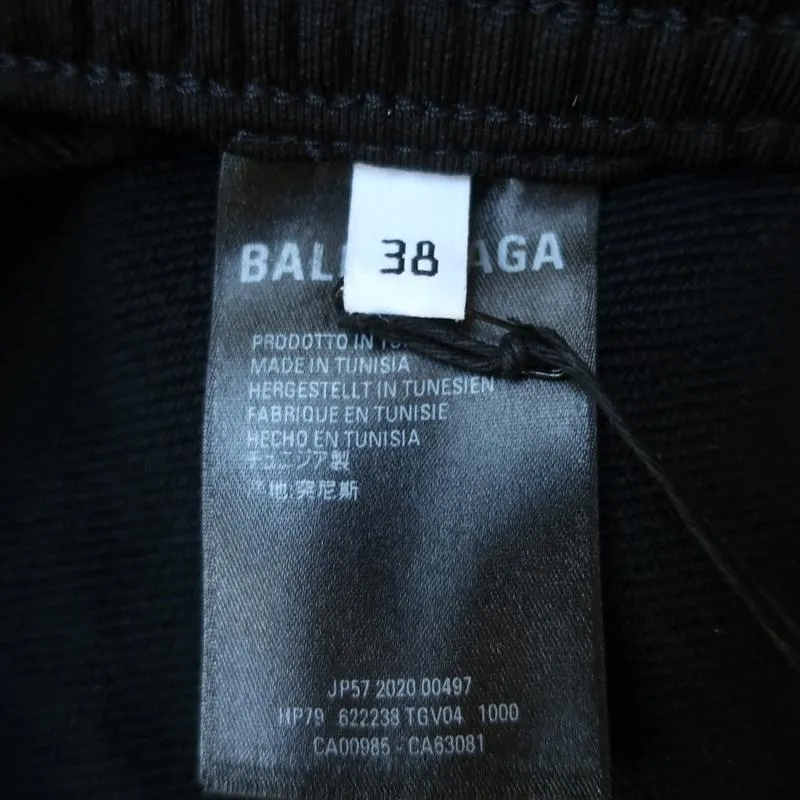 38
BAL AGA
PRODOTTO IN
MADE IN TUNISIA
HERGESTELLT IN TUNESIEN
FABRIQUE EN TUNISIE
HECHO EN TUNISIA
チュニジア製
地:突尼斯
JP57 2020 00497
HP79 622238 TGV04 1000
CA00985 - CA63081